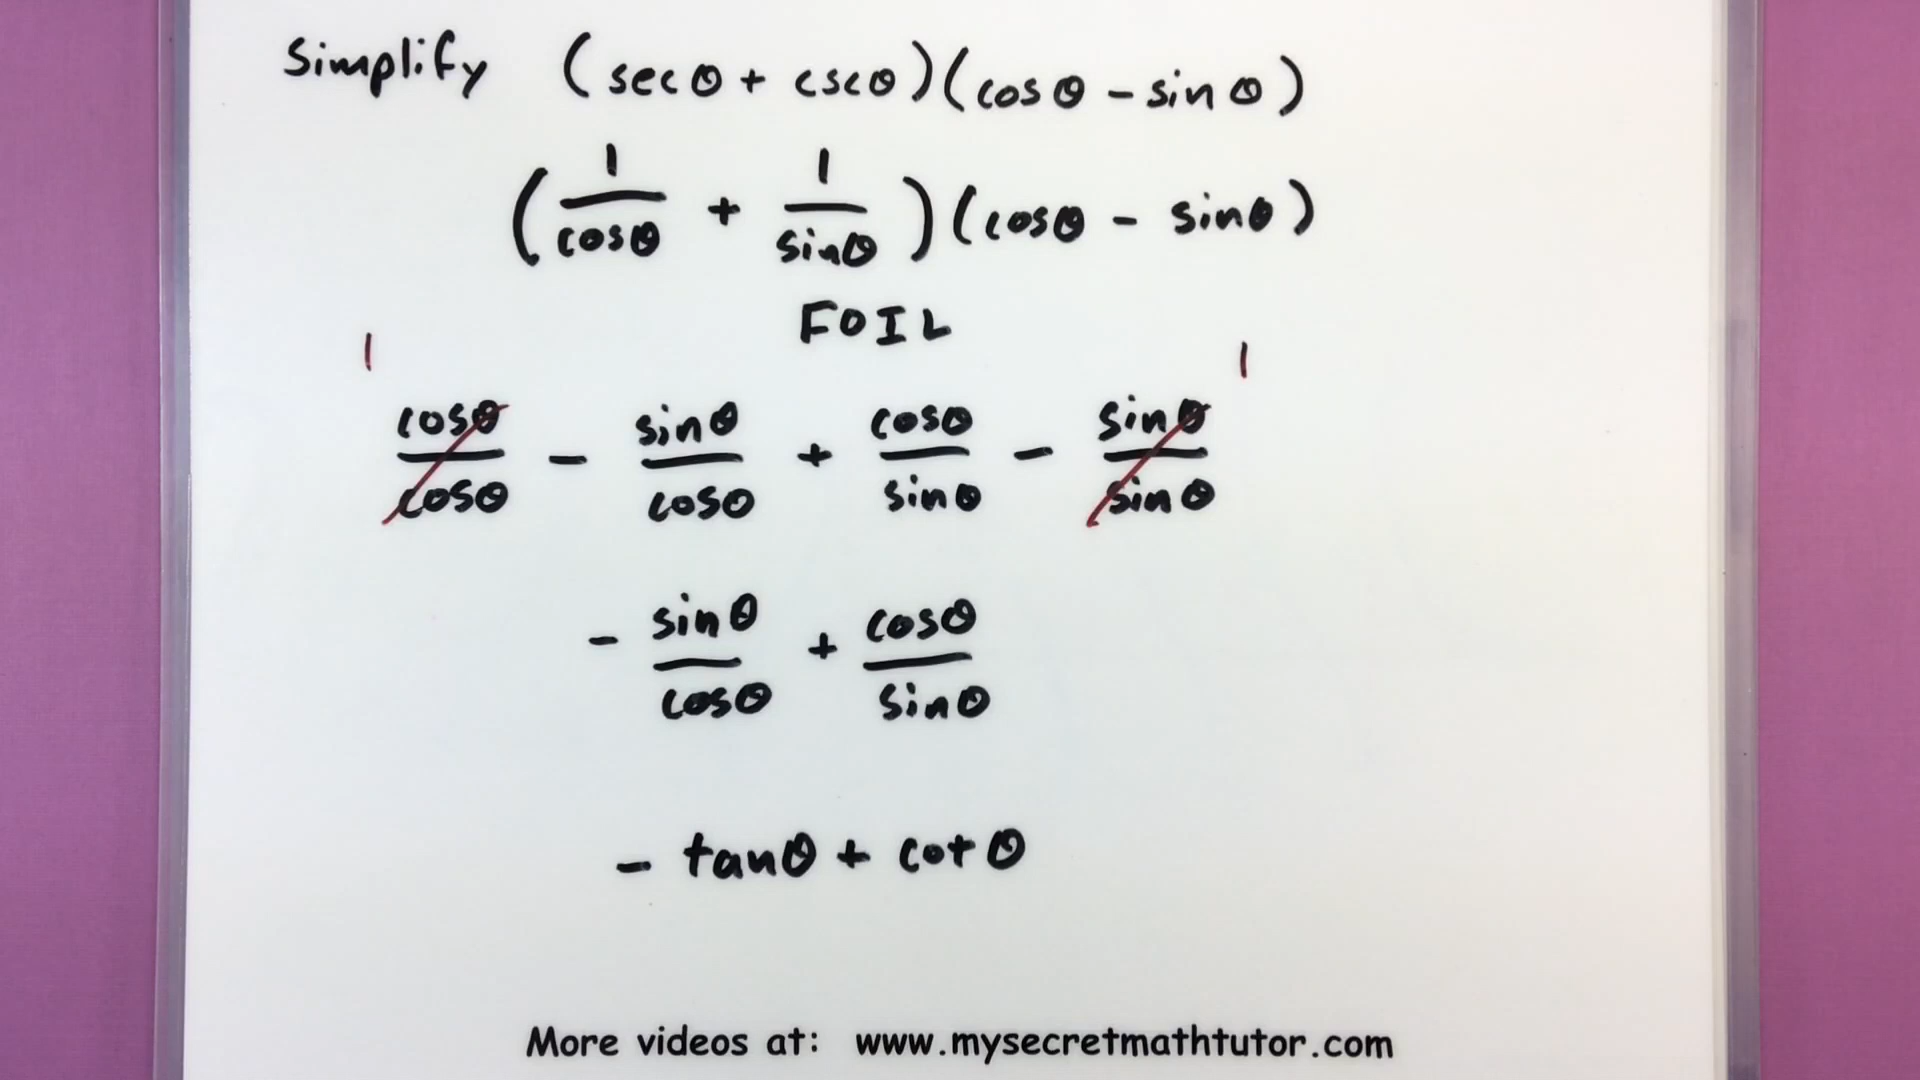 Simplify (secθ + cscθ)(cosθ - sinθ)
(1/cosθ + 1/sinθ)(cosθ - sinθ)
FOIL
1 1
cosθ/cosθ - sinθ/cosθ + cosθ/sinθ - sinθ/sinθ
- sinθ/cosθ + cosθ/sinθ
- tanθ + cotθ
More videos at: www.mysecretmathtutor.com